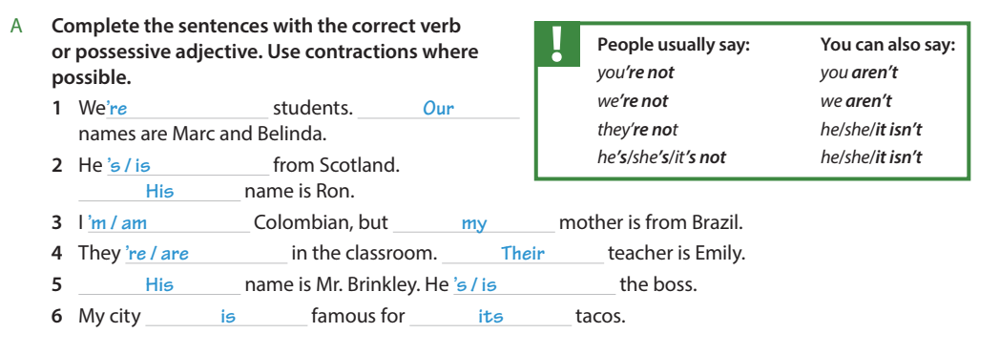 A Complete the sentences with the correct verb
or possessive adjective. Use contractions where
possible.
1 We're students. Our
names are Marc and Belinda.
2 He 's / is from Scotland.
His name is Ron.
3 I 'm / am Colombian, but my mother is from Brazil.
4 They 're / are in the classroom. Their teacher is Emily.
5 His name is Mr. Brinkley. He 's / is the boss.
6 My city is famous for its tacos.
! People usually say: You can also say:
you're not you aren't
we're not we aren't
they're not he/she/it isn't
he's/she's/it's not he/she/it isn't